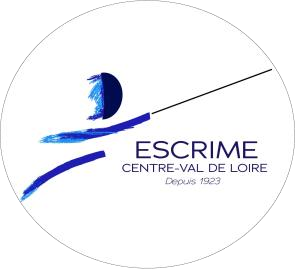 ESCRIME
CENTRE-VAL DE LOIRE
Depuis 1923